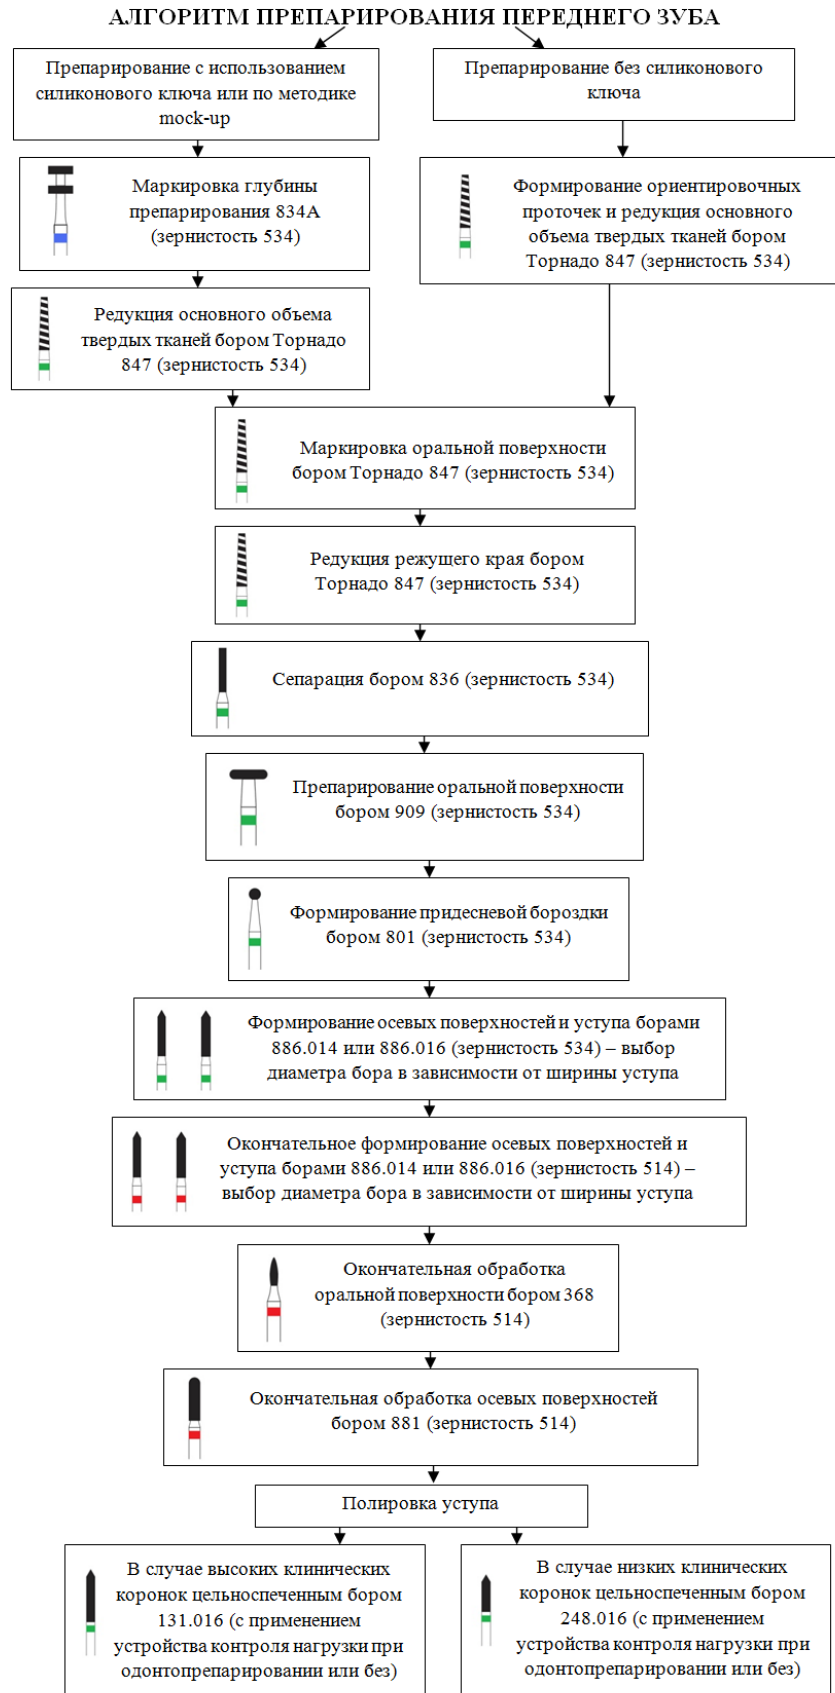 АЛГОРИТМ ПРЕПАРИРОВАНИЯ ПЕРЕДНЕГО ЗУБА
Препарирование с использованием
силиконового ключа или по методике
mock-up
Препарирование без силиконового
ключа
Маркировка глубины
препарирования 834А
(зернистость 534)
Формирование ориентировочных
проточек и редукция основного
объема твердых тканей бором
Торнадо 847 (зернистость 534)
Редукция основного объема
твердых тканей бором Торнадо
847 (зернистость 534)
Маркировка оральной поверхности
бором Торнадо 847 (зернистость 534)
Редукция режущего края бором
Торнадо 847 (зернистость 534)
Сепарация бором 836 (зернистость 534)
Препарирование оральной поверхности
бором 909 (зернистость 534)
Формирование придесневой бороздки
бором 801 (зернистость 534)
Формирование осевых поверхностей и уступа борами
886.014 или 886.016 (зернистость 534) – выбор
диаметра бора в зависимости от ширины уступа
Окончательное формирование осевых поверхностей и
уступа борами 886.014 или 886.016 (зернистость 514) –
выбор диаметра бора в зависимости от ширины уступа
Окончательная обработка
оральной поверхности бором 368
(зернистость 514)
Окончательная обработка осевых поверхностей
бором 881 (зернистость 514)
Полировка уступа
В случае высоких клинических
коронок цельноспеченным бором
131.016 (с применением
устройства контроля нагрузки при
одонтопрепарировании или без)
В случае низких клинических
коронок цельноспеченным бором
248.016 (с применением
устройства контроля нагрузки при
одонтопрепарировании или без)